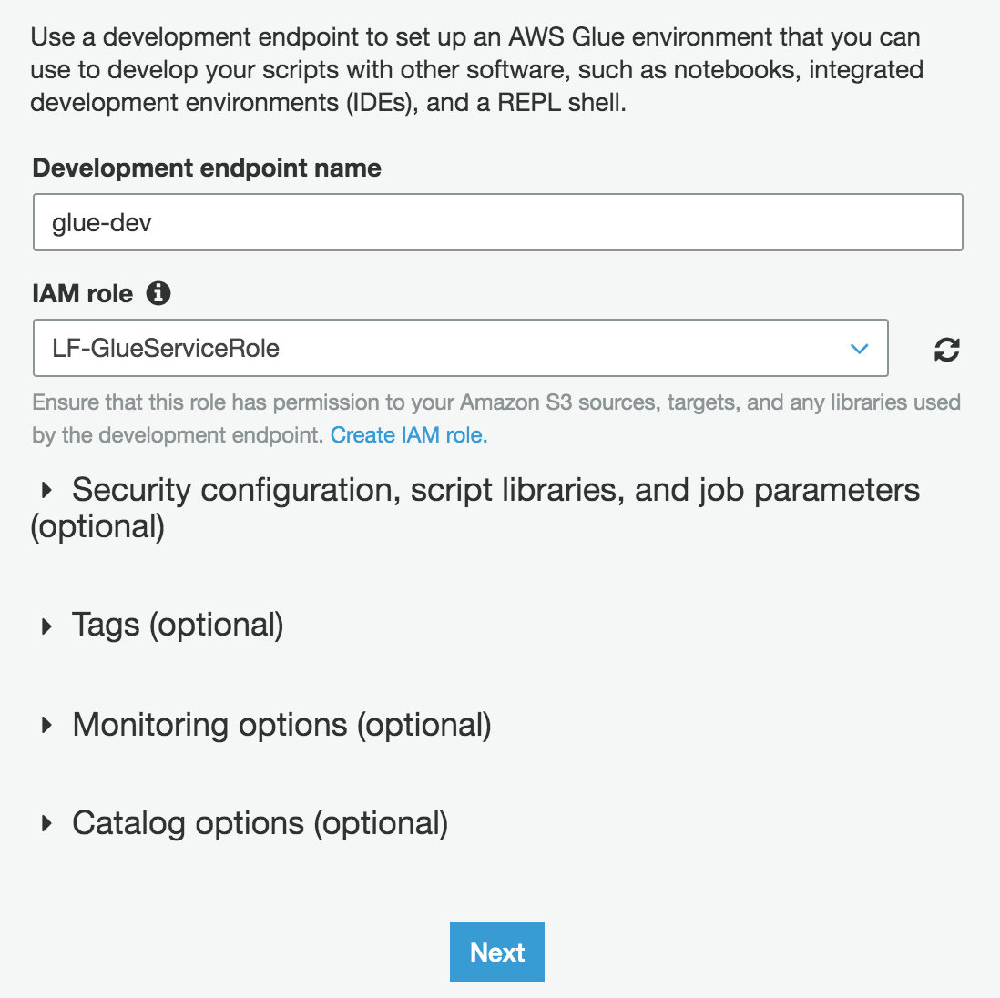 Use a development endpoint to set up an AWS Glue environment that you can
use to develop your scripts with other software, such as notebooks, integrated
development environments (IDEs), and a REPL shell.
Development endpoint name
glue-dev
IAM role
LF-GlueServiceRole
Ensure that this role has permission to your Amazon S3 sources, targets, and any libraries used
by the development endpoint. Create IAM role.
Security configuration, script libraries, and job parameters
(optional)
Tags (optional)
Monitoring options (optional)
Catalog options (optional)
Next